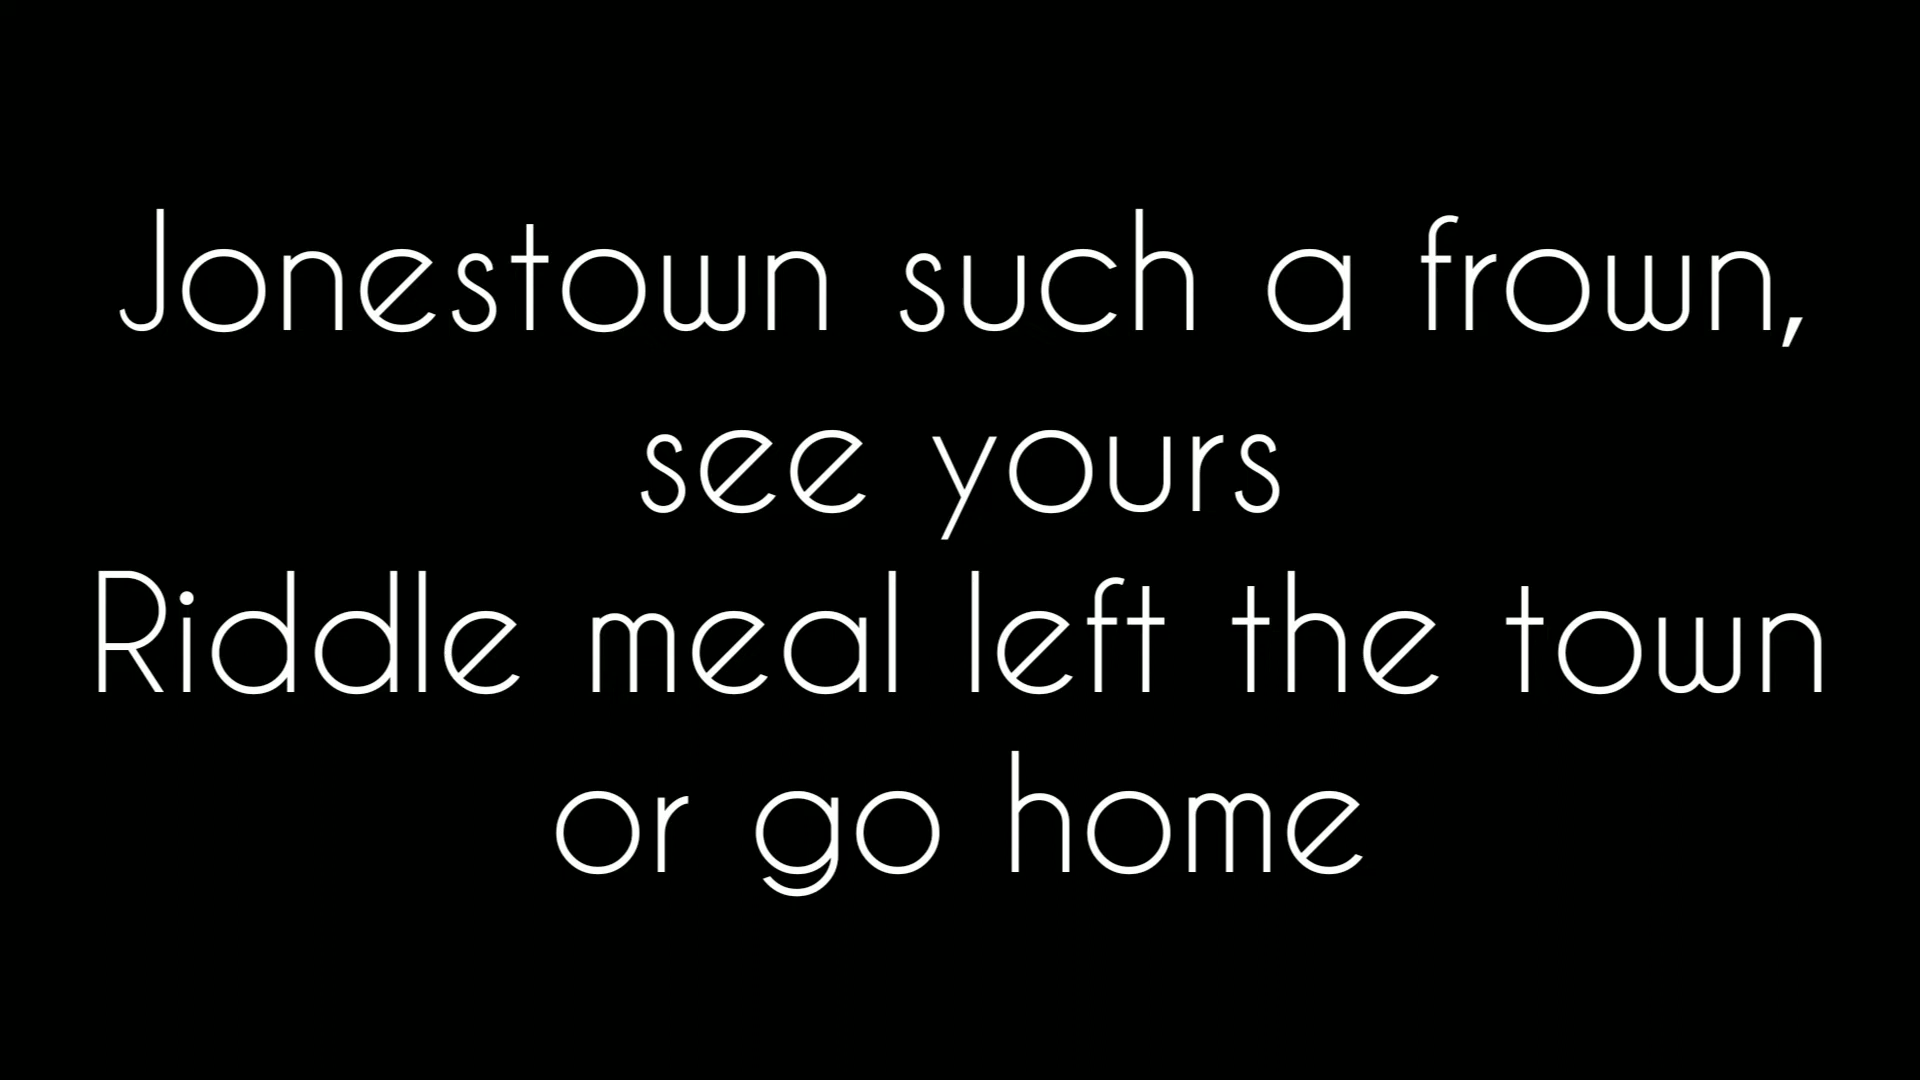 Jonestown such a frown,
see yours
Riddle meal left the town
or go home